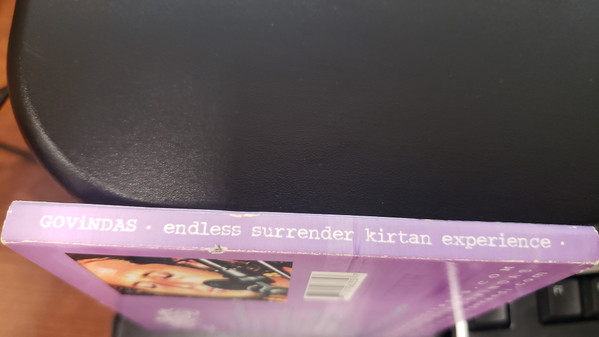 GOViNDAS · endless surrender kirtan experience ·